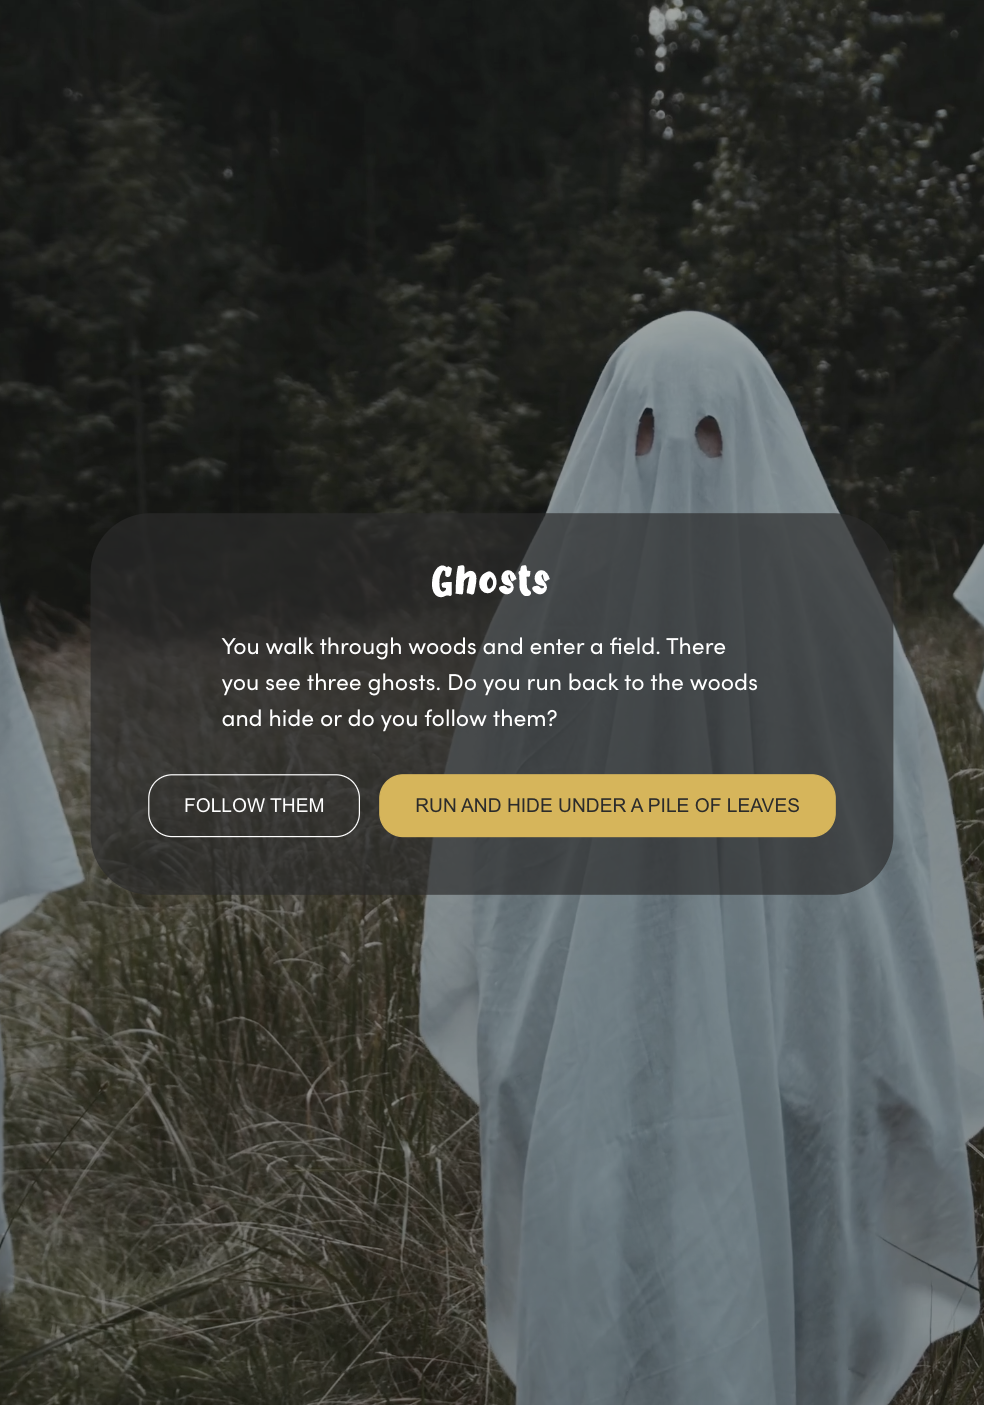 Ghosts
You walk through woods and enter a field. There
you see three ghosts. Do you run back to the woods
and hide or do you follow them?
FOLLOW THEM
RUN AND HIDE UNDER A PILE OF LEAVES